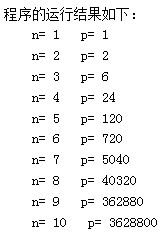 程序的运行结果如下：
n= 1 p= 1
n= 2 p= 2
n= 3 p= 6
n= 4 p= 24
n= 5 p= 120
n= 6 p= 720
n= 7 p= 5040
n= 8 p= 40320
n= 9 p= 362880
n= 10 p= 3628800